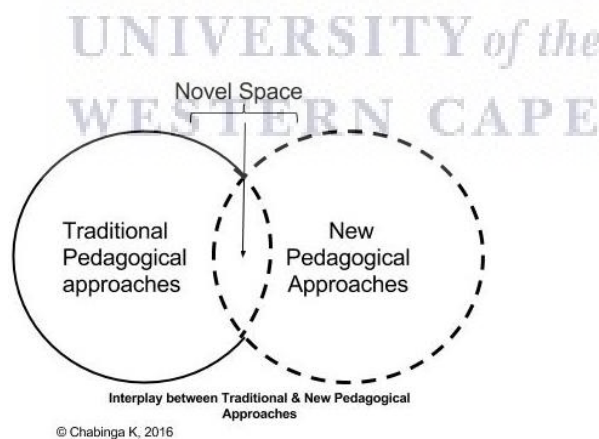 UNIVERSITY of the
WESTERN CAPE
Novel Space
Traditional
Pedagogical
approaches
New
Pedagogical
Approaches
Interplay between Traditional & New Pedagogical
Approaches
© Chabinga K, 2016